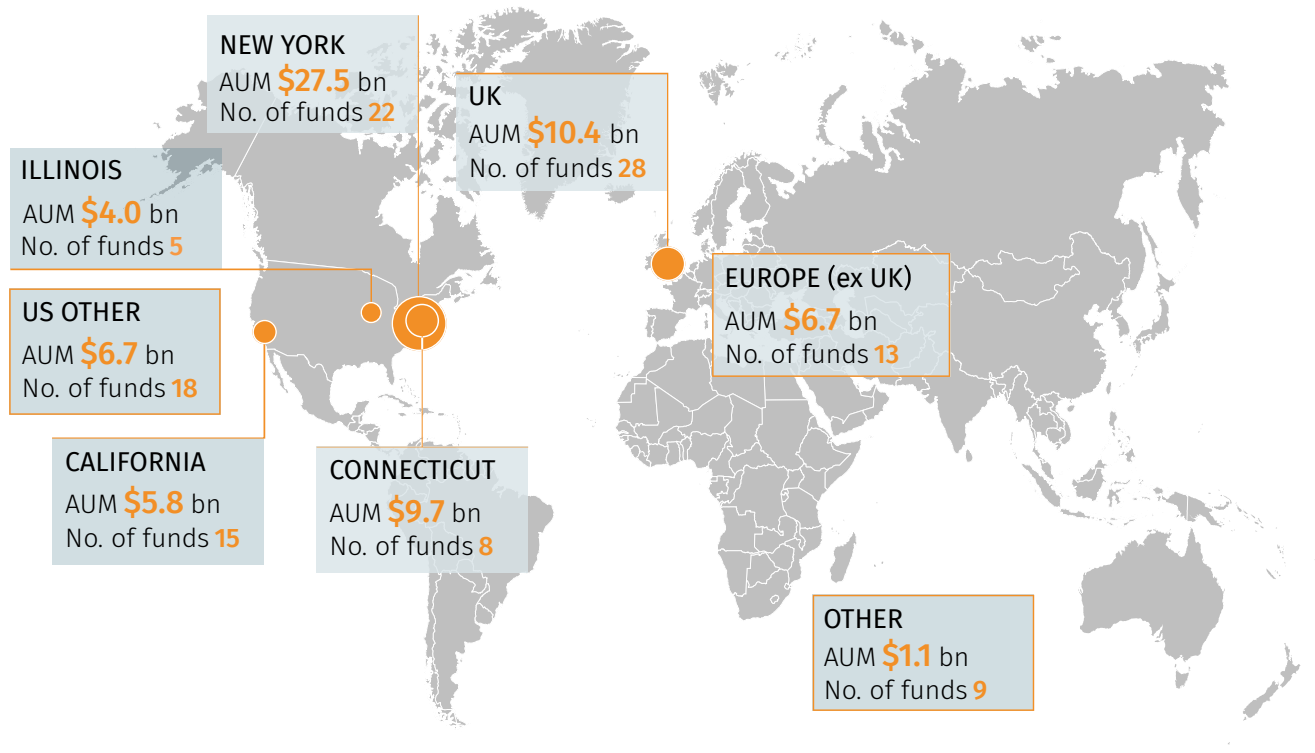 NEW YORK
AUM $27.5 bn
No. of funds 22
UK
AUM $10.4 bn
No. of funds 28
ILLINOIS
AUM $4.0 bn
No. of funds 5
EUROPE (ex UK)
AUM $6.7 bn
No. of funds 13
US OTHER
AUM $6.7 bn
No. of funds 18
CALIFORNIA
AUM $5.8 bn
No. of funds 15
CONNECTICUT
AUM $9.7 bn
No. of funds 8
OTHER
AUM $1.1 bn
No. of funds 9